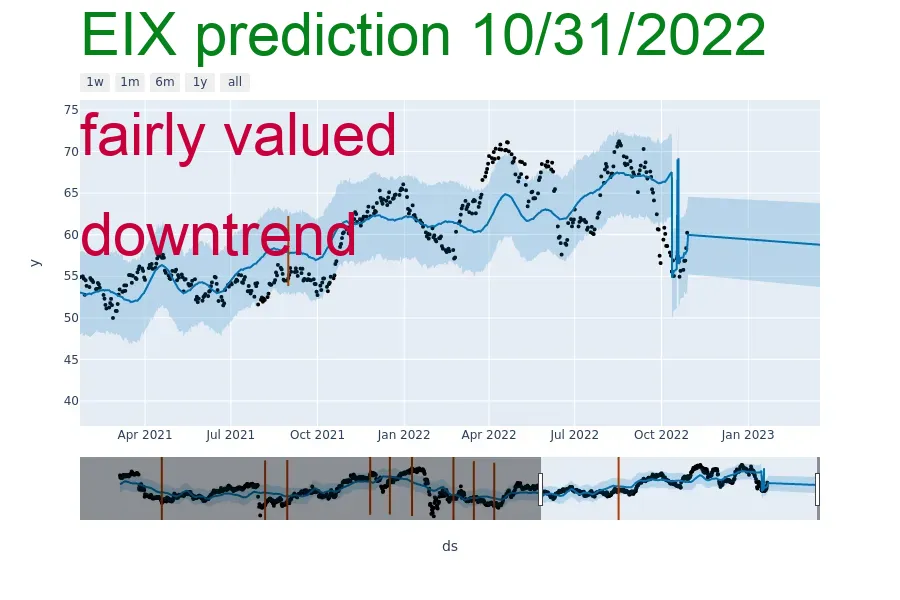 EIX prediction 10/31/2022
1w 1m 6m 1y all
fairly valued
downtrend
75
70
65
60
55
50
45
40
y
Apr 2021 Jul 2021 Oct 2021 Jan 2022 Apr 2022 Jul 2022 Oct 2022 Jan 2023
ds